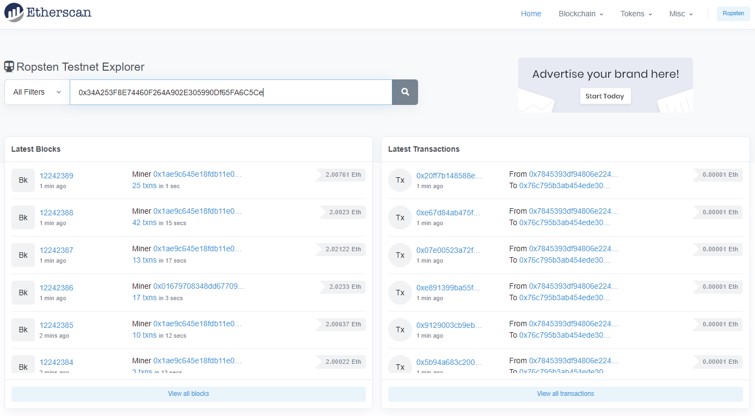 Etherscan
Home Blockchain Tokens Misc Ropsten
Ropsten Testnet Explorer
All Filters 0x34A253F8E74460F264A902E305990Df65FA6C5Ce
Advertise your brand here!
Start Today
Latest Blocks
Bk 12242389 Miner 0x1ae9c645e18fdb11e0... 2.00761 Eth
1 min ago 25 txns in 1 sec
Bk 12242388 Miner 0x1ae9c645e18fdb11e0... 2.0923 Eth
1 min ago 42 txns in 15 secs
Bk 12242387 Miner 0x1ae9c645e18fdb11e0... 2.02122 Eth
1 min ago 13 txns in 17 secs
Bk 12242386 Miner 0x01679708348dd67709... 2.0233 Eth
1 min ago 17 txns in 3 secs
Bk 12242385 Miner 0x1ae9c645e18fdb11e0... 2.00637 Eth
2 mins ago 10 txns in 12 secs
Bk 12242384 Miner 0x1ae9c645e18fdb11e0... 2.00022 Eth
2 mins ago 3 txns in 13 secs
View all blocks
Latest Transactions
Tx 0x20ff7b148588e... From 0x7845393df94806e224... 0.00001 Eth
1 min ago To 0x76c795b3ab454ede30...
Tx 0xe67d84ab475f... From 0x7845393df94806e224... 0.00001 Eth
1 min ago To 0x76c795b3ab454ede30...
Tx 0x07e00523a72f... From 0x7845393df94806e224... 0.00001 Eth
1 min ago To 0x76c795b3ab454ede30...
Tx 0xe891399ba55f... From 0x7845393df94806e224... 0.00001 Eth
1 min ago To 0x76c795b3ab454ede30...
Tx 0x9129003cb9eb... From 0x7845393df94806e224... 0.00001 Eth
1 min ago To 0x76c795b3ab454ede30...
Tx 0x5b94a683c200... From 0x7845393df94806e224... 0.00001 Eth
1 min ago To 0x76c795b3ab454ede30...
View all transactions